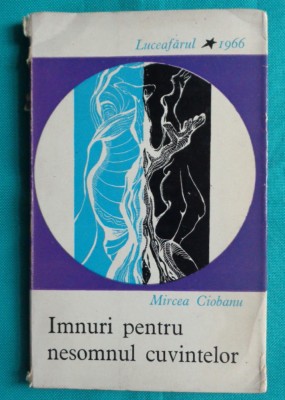 Luceafărul ★ 1966
Mircea Ciobanu
Imnuri pentru
nesomnul cuvintelor